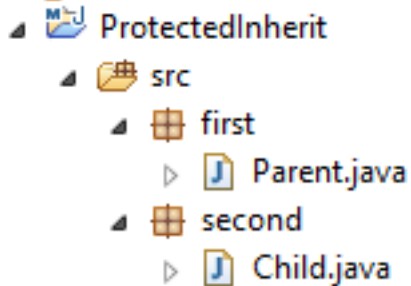 ProtectedInherit
src
first
Parent.java
second
Child.java